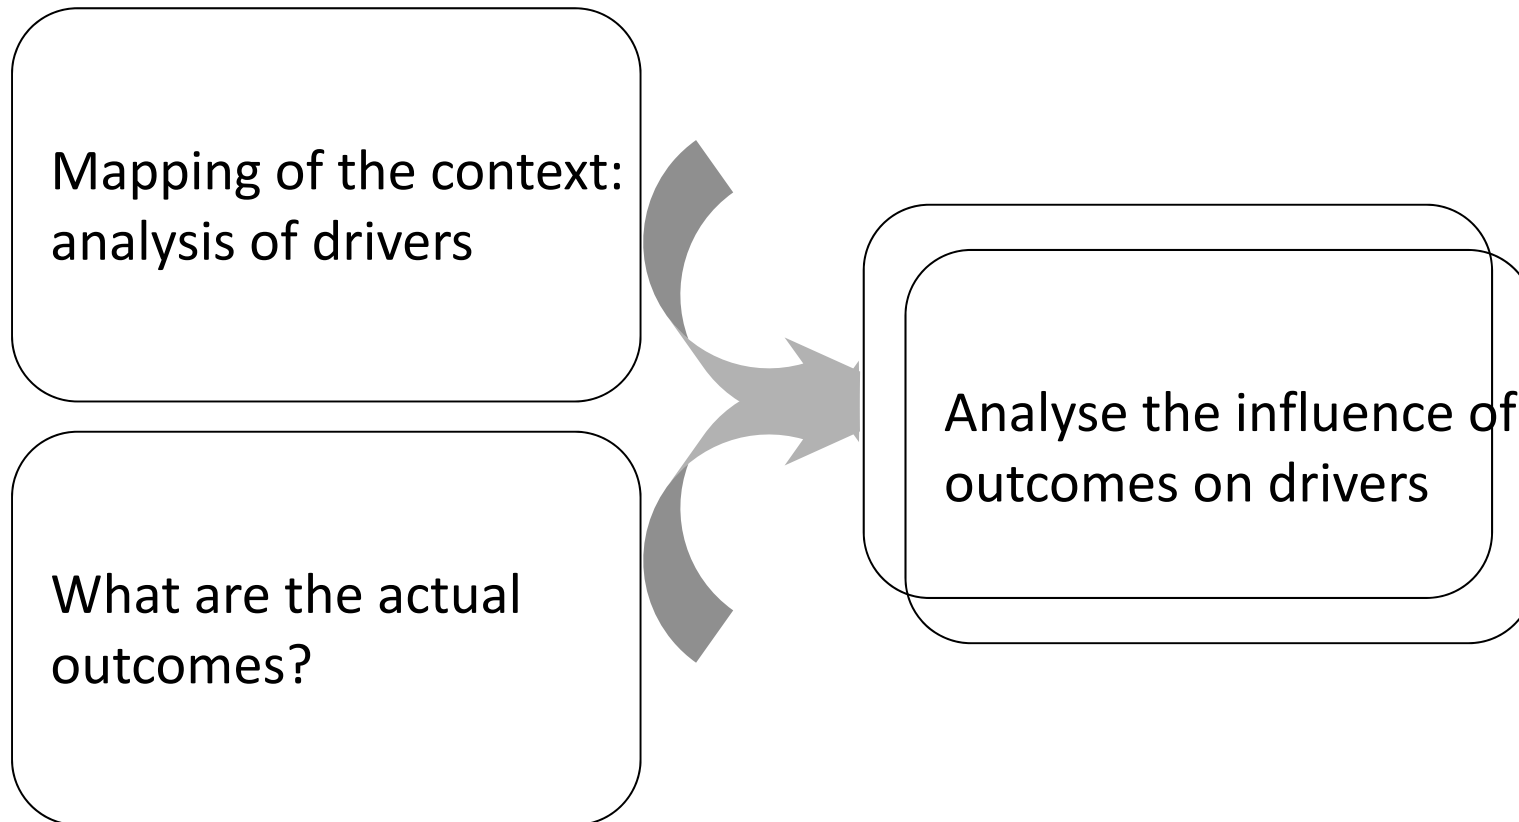 Mapping of the context:
analysis of drivers
What are the actual
outcomes?
Analyse the influence of
outcomes on drivers